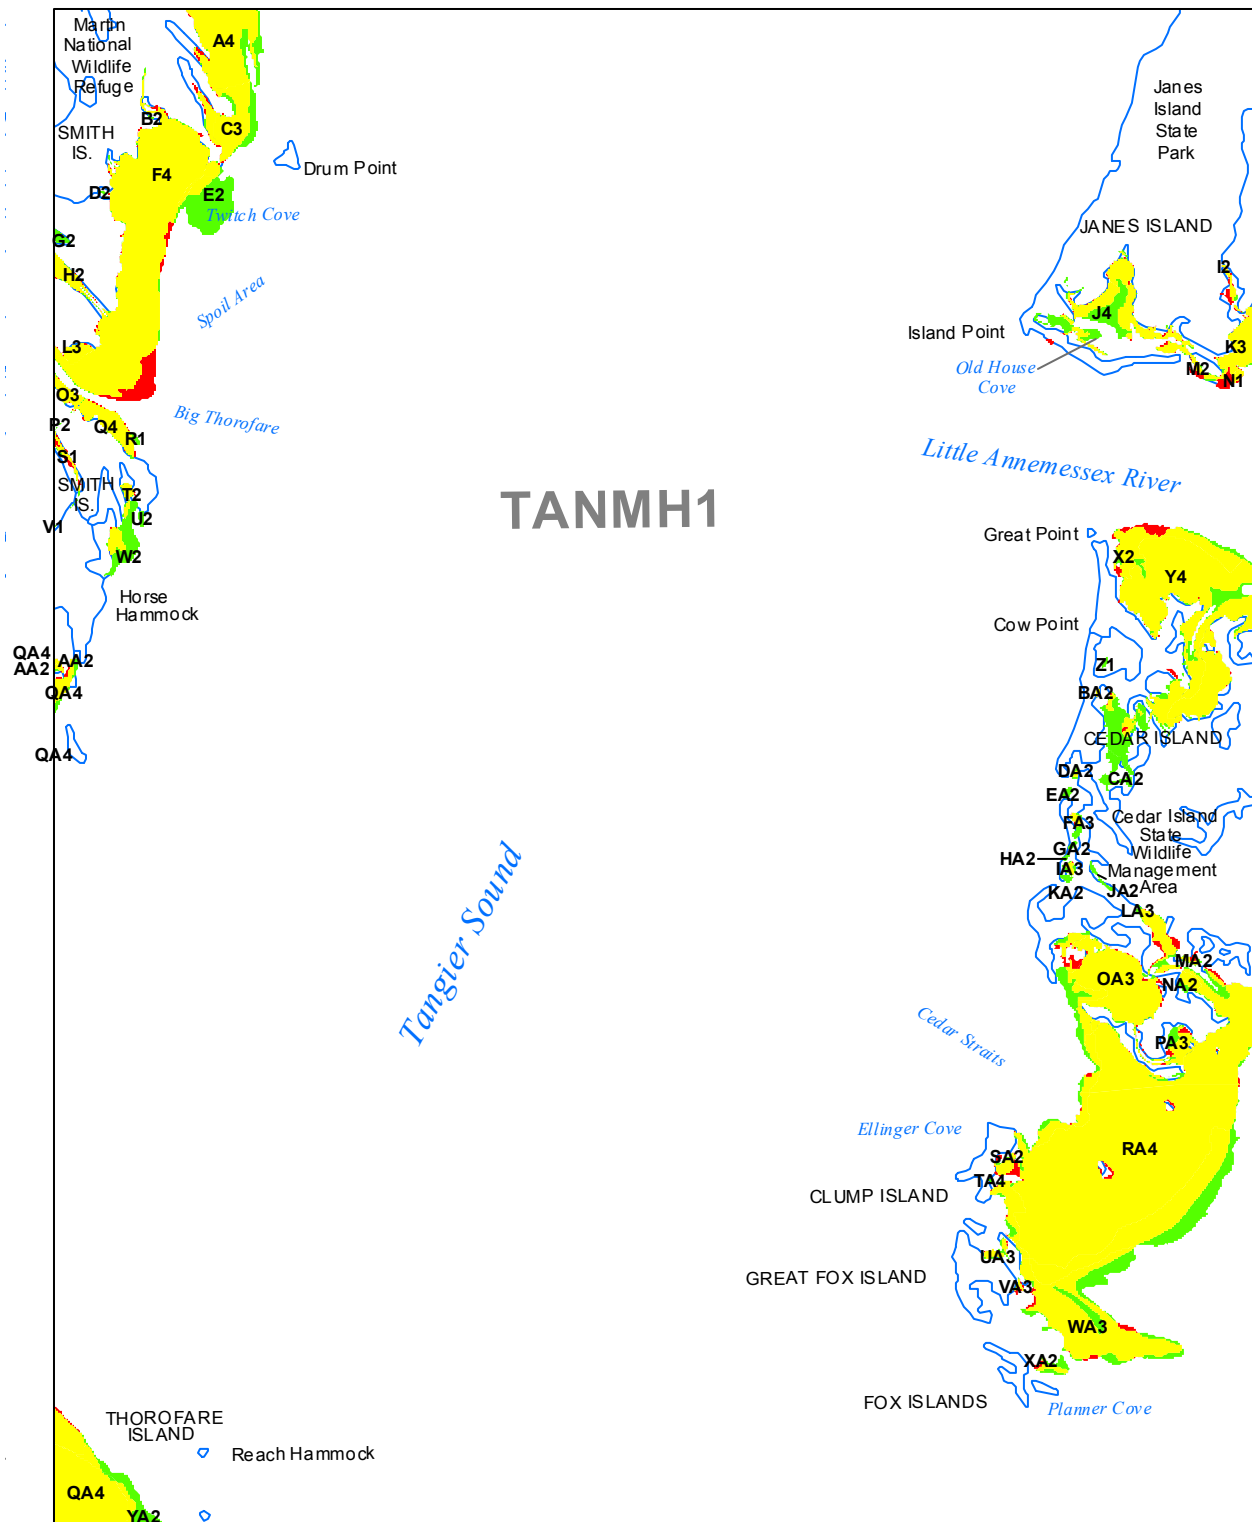 Martin
National
Wildlife
Refuge
A4
B2
C3
SMITH
IS.
F4
Drum Point
D2
E2
Twitch Cove
G2
H2
Spoil Area
L3
O3
Big Thorofare
P2
Q4
R1
S1
SMITH
IS.
T2
U2
V1
W2
Horse
Hammock
QA4
AA2
AA2
QA4
QA4
TANMH1
Tangier Sound
Janes
Island
State
Park
JANES ISLAND
I2
J4
Island Point
K3
Old House
Cove
M2
N1
Little Annemessex River
Great Point
X2
Y4
Cow Point
Z1
BA2
CEDAR ISLAND
DA2
CA2
EA2
FA3
Cedar Island
State
Wildlife
Management
Area
GA2
HA2
IA3
KA2
JA2
LA3
MA2
OA3
NA2
PA3
Cedar Straits
Ellinger Cove
RA4
SA2
TA4
CLUMP ISLAND
UA3
GREAT FOX ISLAND
VA3
WA3
XA2
FOX ISLANDS
Planner Cove
THOROFARE
ISLAND
Reach Hammock
QA4
YA2